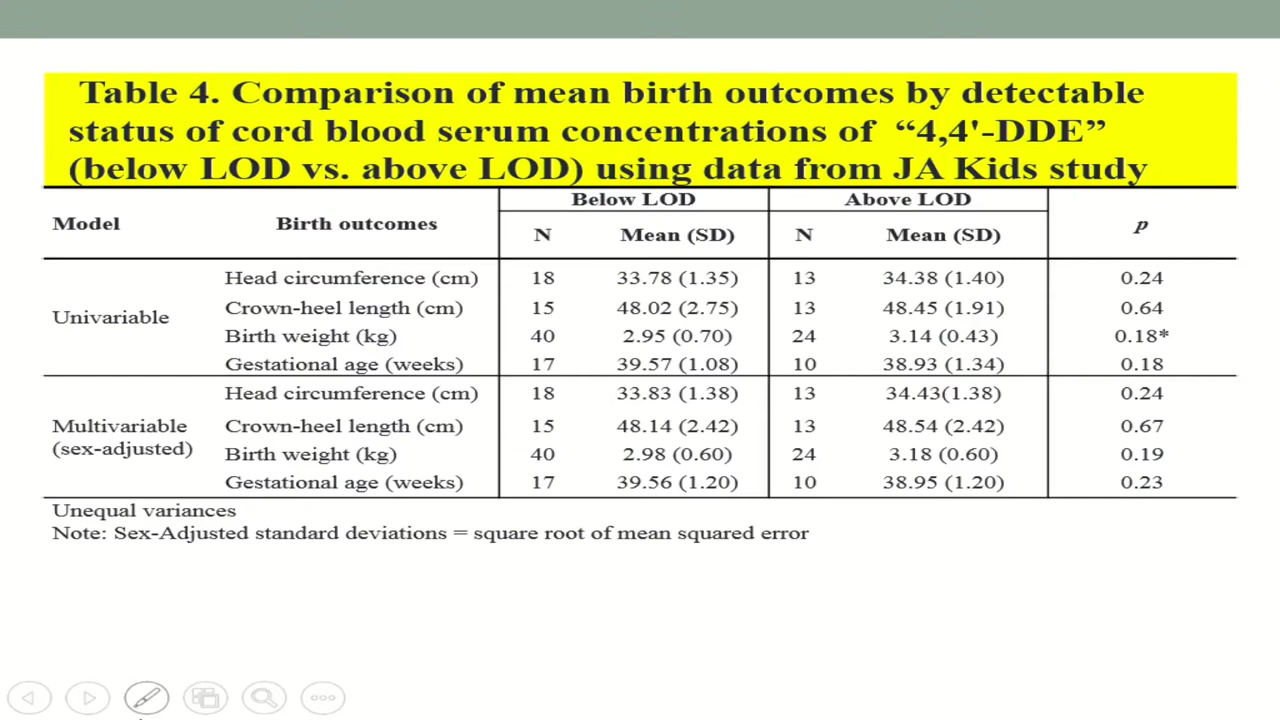 Table 4. Comparison of mean birth outcomes by detectable
status of cord blood serum concentrations of “4,4'-DDE”
(below LOD vs. above LOD) using data from JA Kids study
Model Birth outcomes Below LOD Above LOD p
N Mean (SD) N Mean (SD)
Univariable
Head circumference (cm) 18 33.78 (1.35) 13 34.38 (1.40) 0.24
Crown-heel length (cm) 15 48.02 (2.75) 13 48.45 (1.91) 0.64
Birth weight (kg) 40 2.95 (0.70) 24 3.14 (0.43) 0.18*
Gestational age (weeks) 17 39.57 (1.08) 10 38.93 (1.34) 0.18
Multivariable
(sex-adjusted)
Head circumference (cm) 18 33.83 (1.38) 13 34.43(1.38) 0.24
Crown-heel length (cm) 15 48.14 (2.42) 13 48.54 (2.42) 0.67
Birth weight (kg) 40 2.98 (0.60) 24 3.18 (0.60) 0.19
Gestational age (weeks) 17 39.56 (1.20) 10 38.95 (1.20) 0.23
Unequal variances
Note: Sex-Adjusted standard deviations = square root of mean squared error